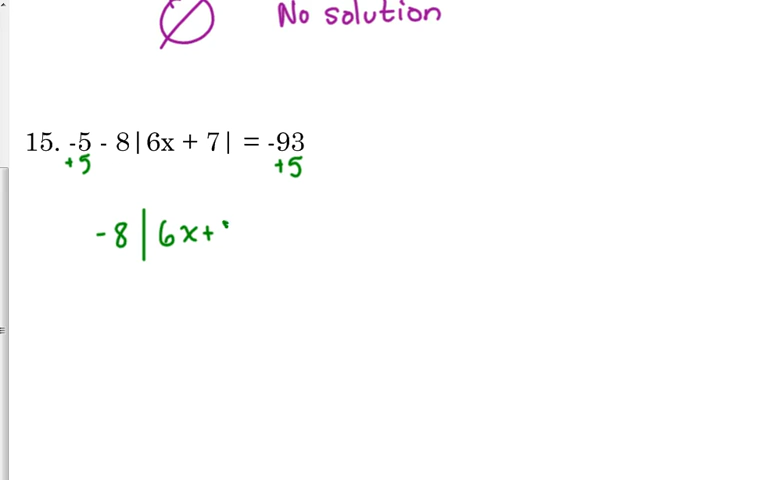 No solution
15. -5 - 8|6x + 7| = -93
+5 +5
-8|6x+